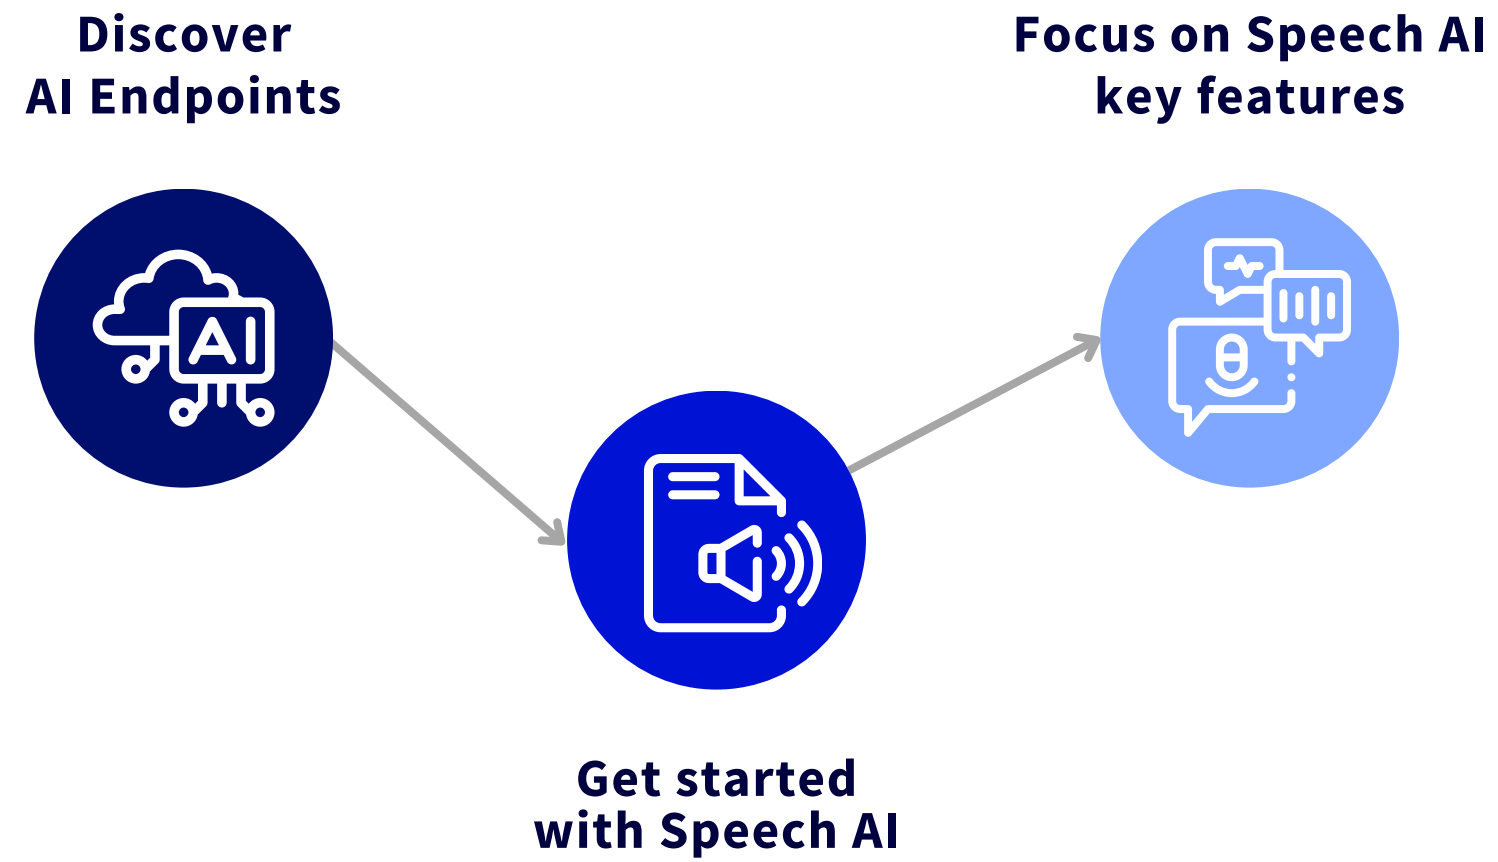 Discover
AI Endpoints
Focus on Speech AI
key features
AI
Get started
with Speech AI